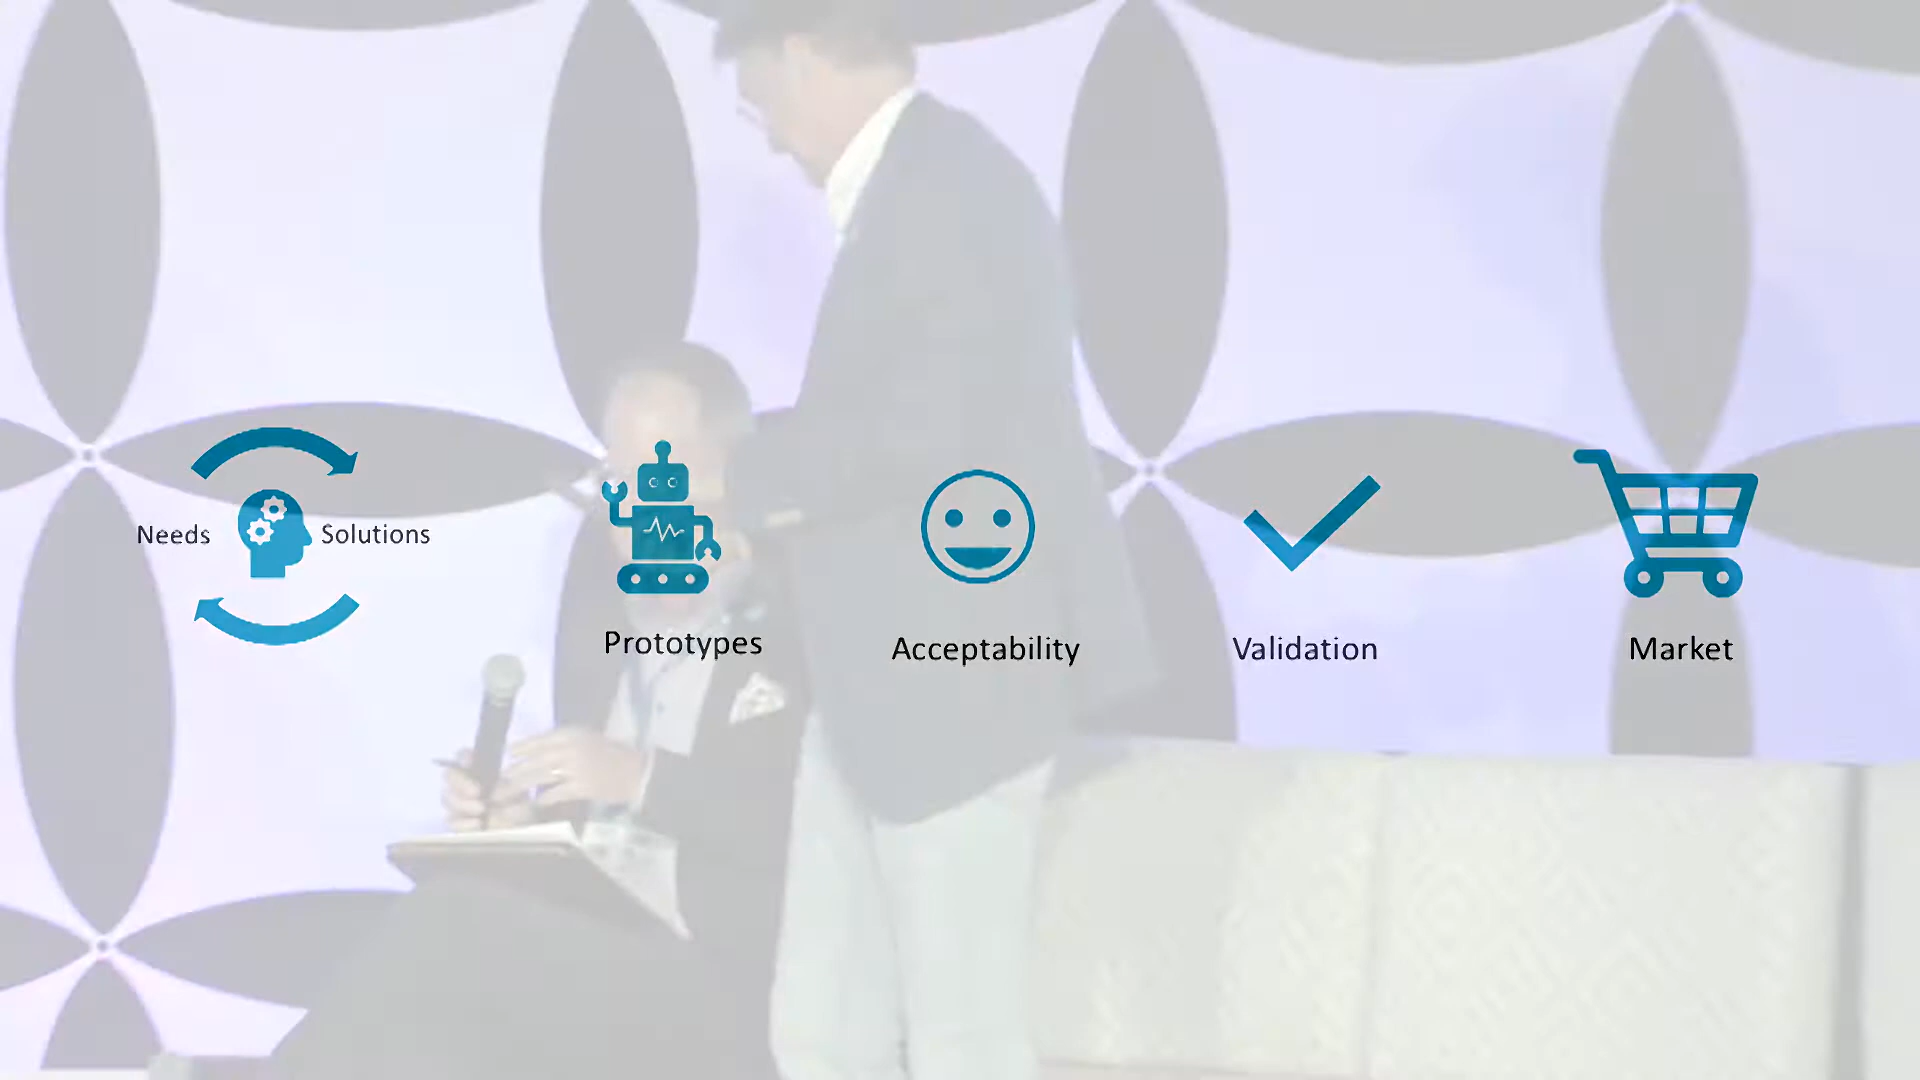 Needs
Solutions
Prototypes
Acceptability
Validation
Market